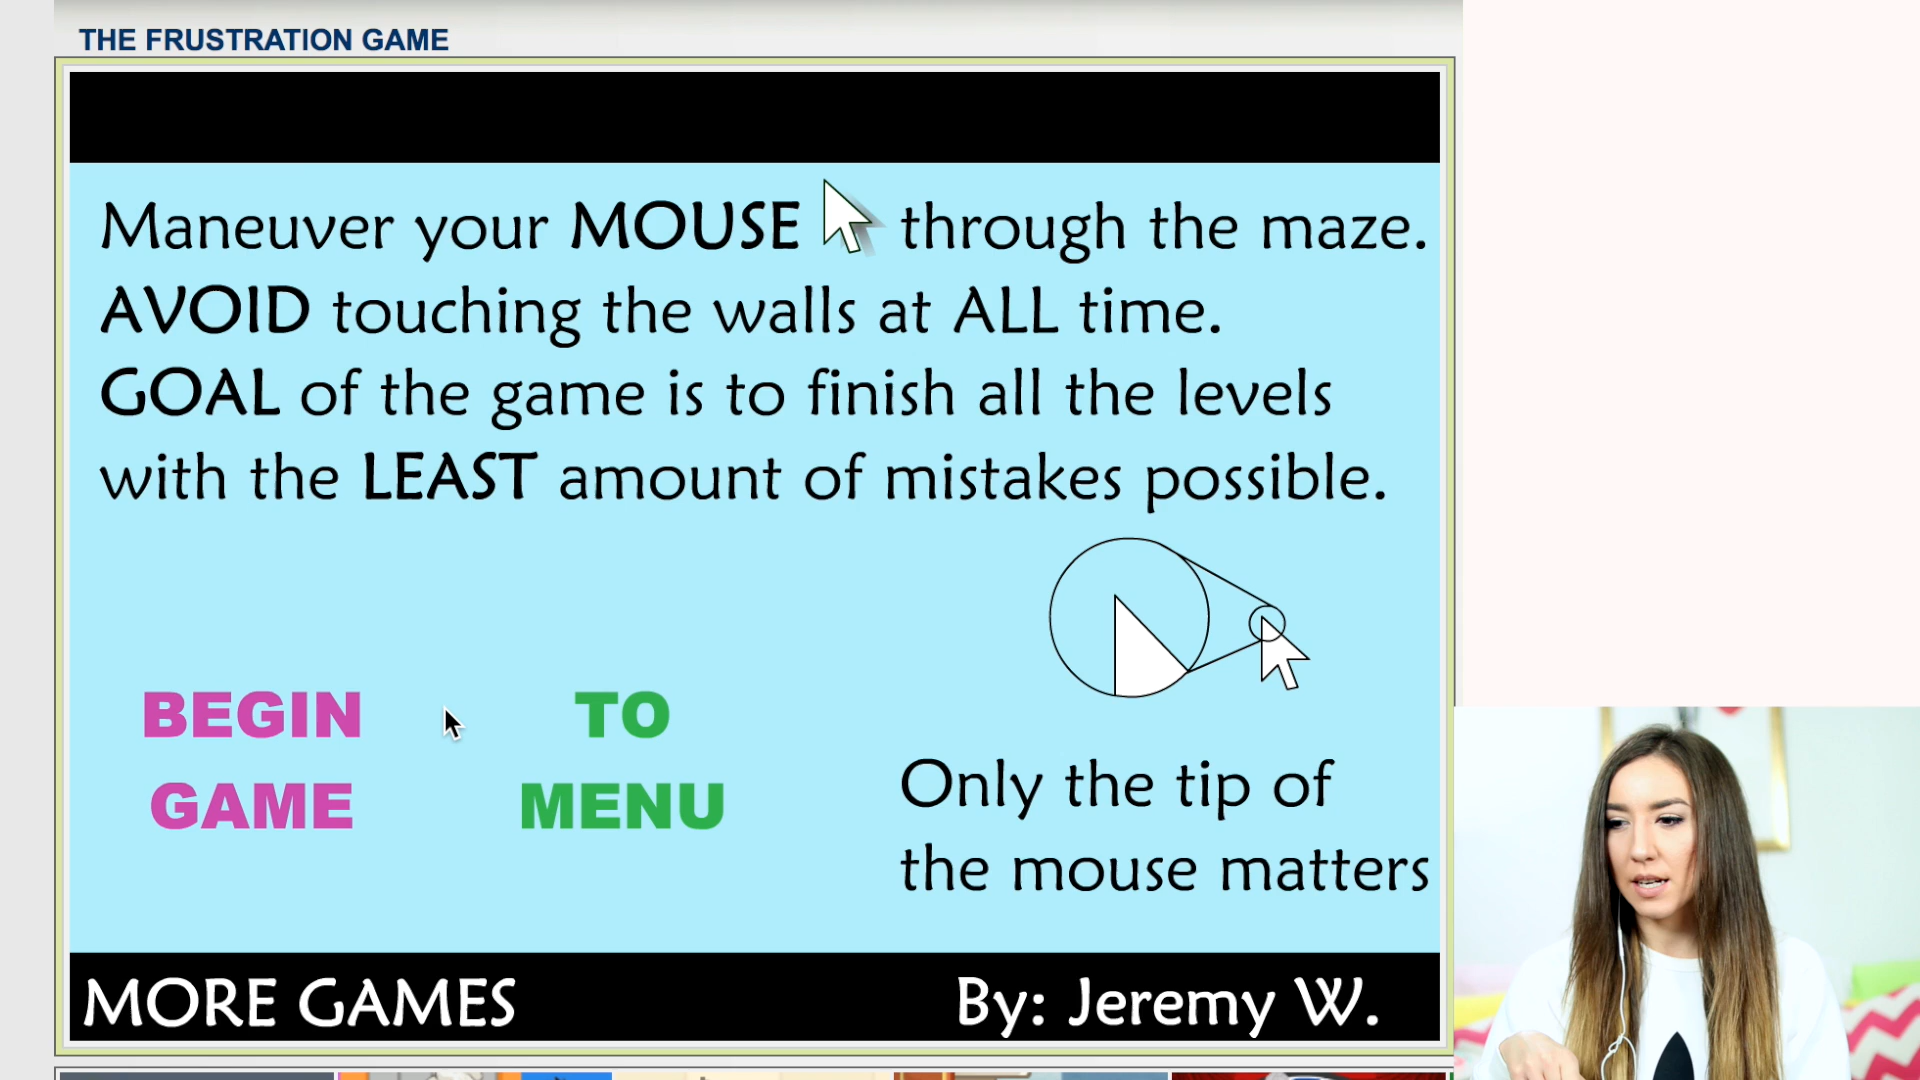 THE FRUSTRATION GAME
Maneuver your MOUSE through the maze.
AVOID touching the walls at ALL time.
GOAL of the game is to finish all the levels
with the LEAST amount of mistakes possible.
BEGIN
GAME
TO
MENU
Only the tip of
the mouse matters
MORE GAMES
By: Jeremy W.